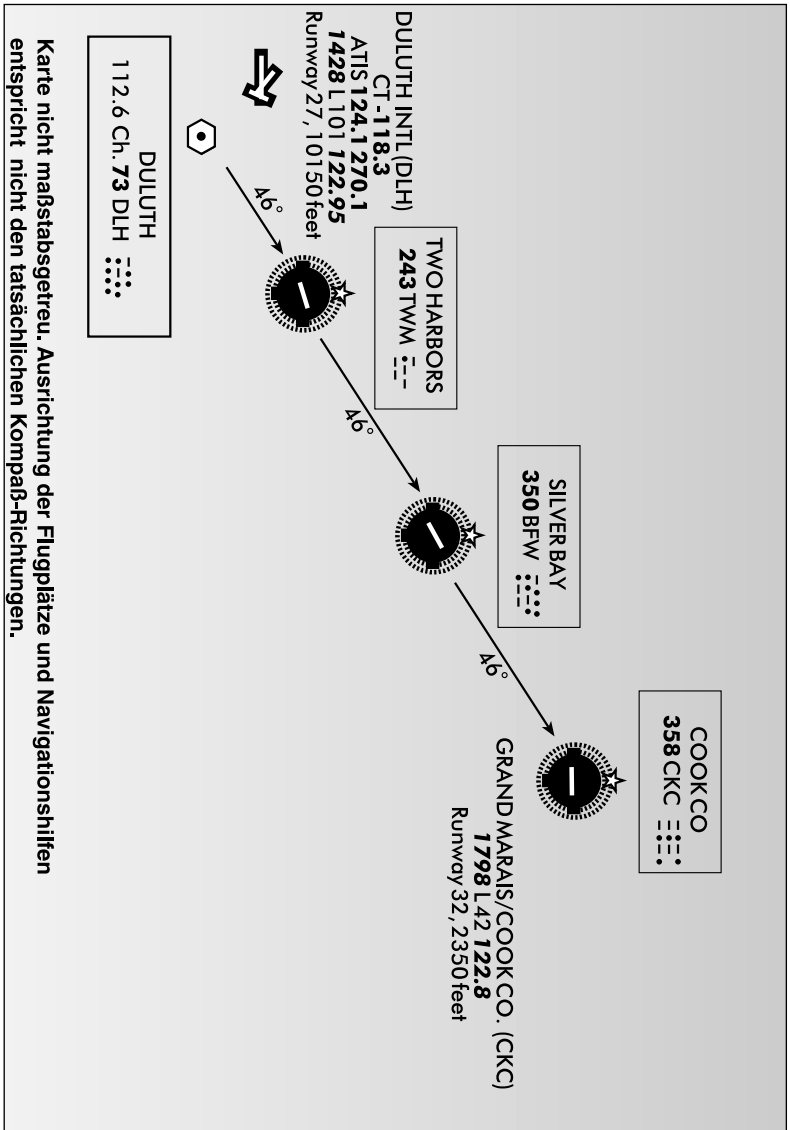 DULUTH INTL (DLH)
CT - 118.3
ATIS 124.1 270.1
1428 L 101 122.95
Runway 27, 10150 feet
DULUTH
112.6 Ch. 73 DLH
46°
TWO HARBORS
243 TWM
46°
SILVER BAY
350 BFW
46°
COOK CO
358 CKC
GRAND MARAIS/COOK CO. (CKC)
1798 L 42 122.8
Runway 32, 2350 feet
Karte nicht maßstabsgetreu. Ausrichtung der Flugplätze und Navigationshilfen
entspricht nicht den tatsächlichen Kompaß-Richtungen.